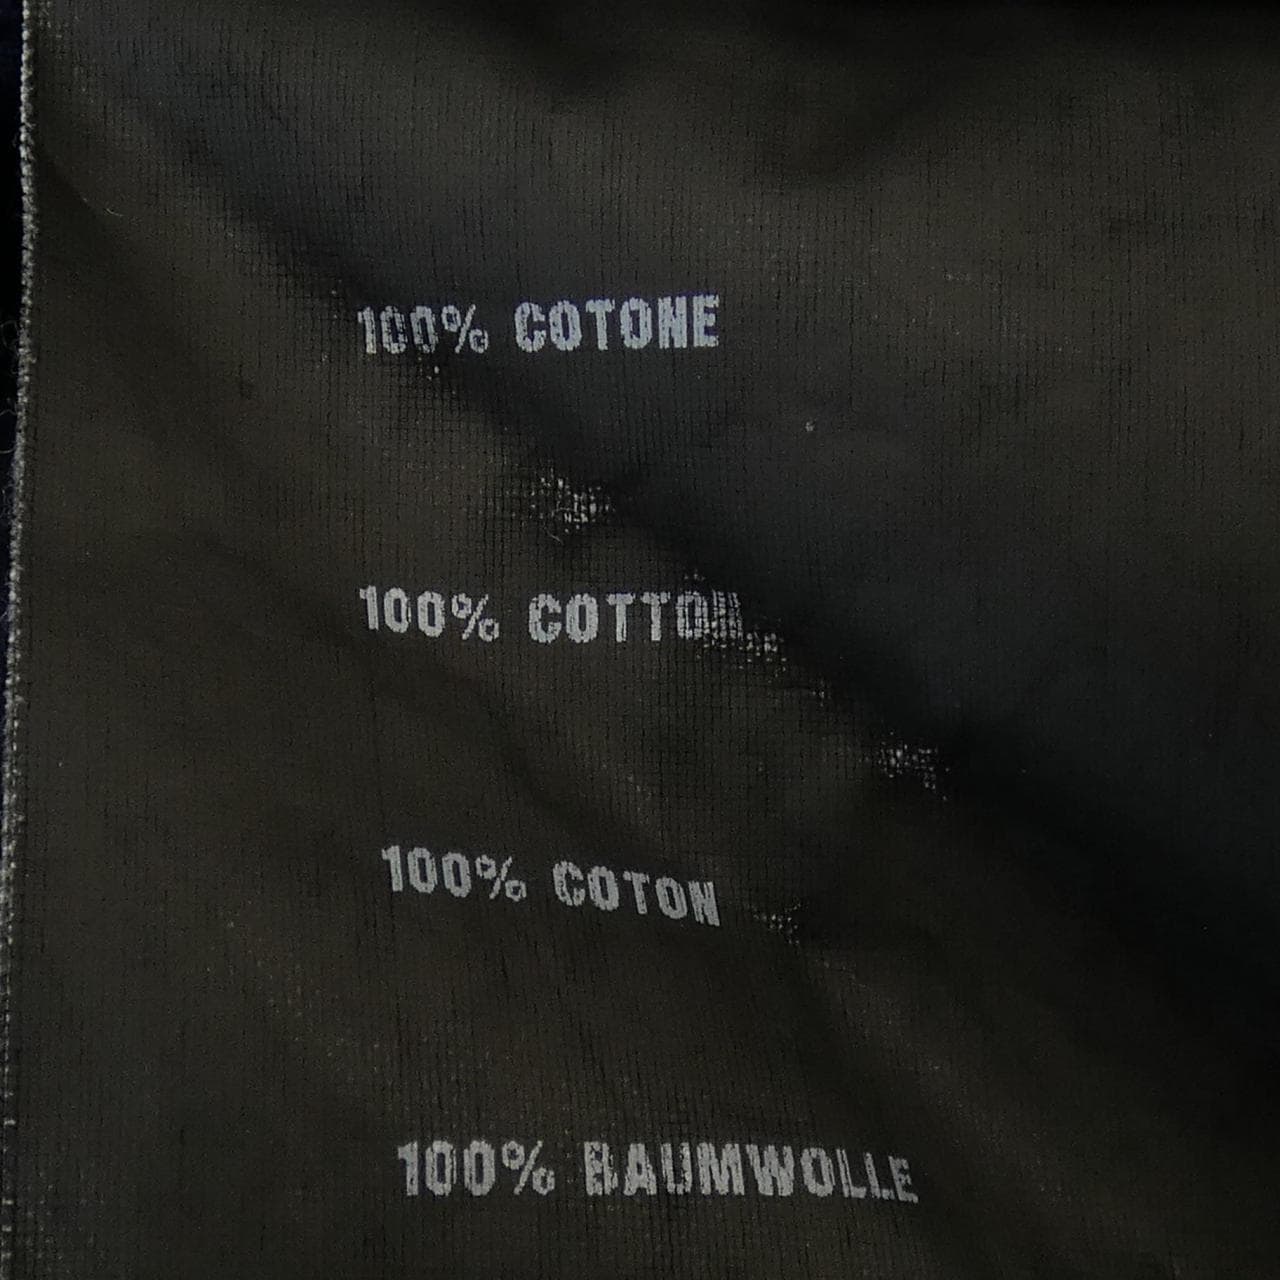 100% COTONE
100% COTTON
100% COTON
100% BAUMWOLLE